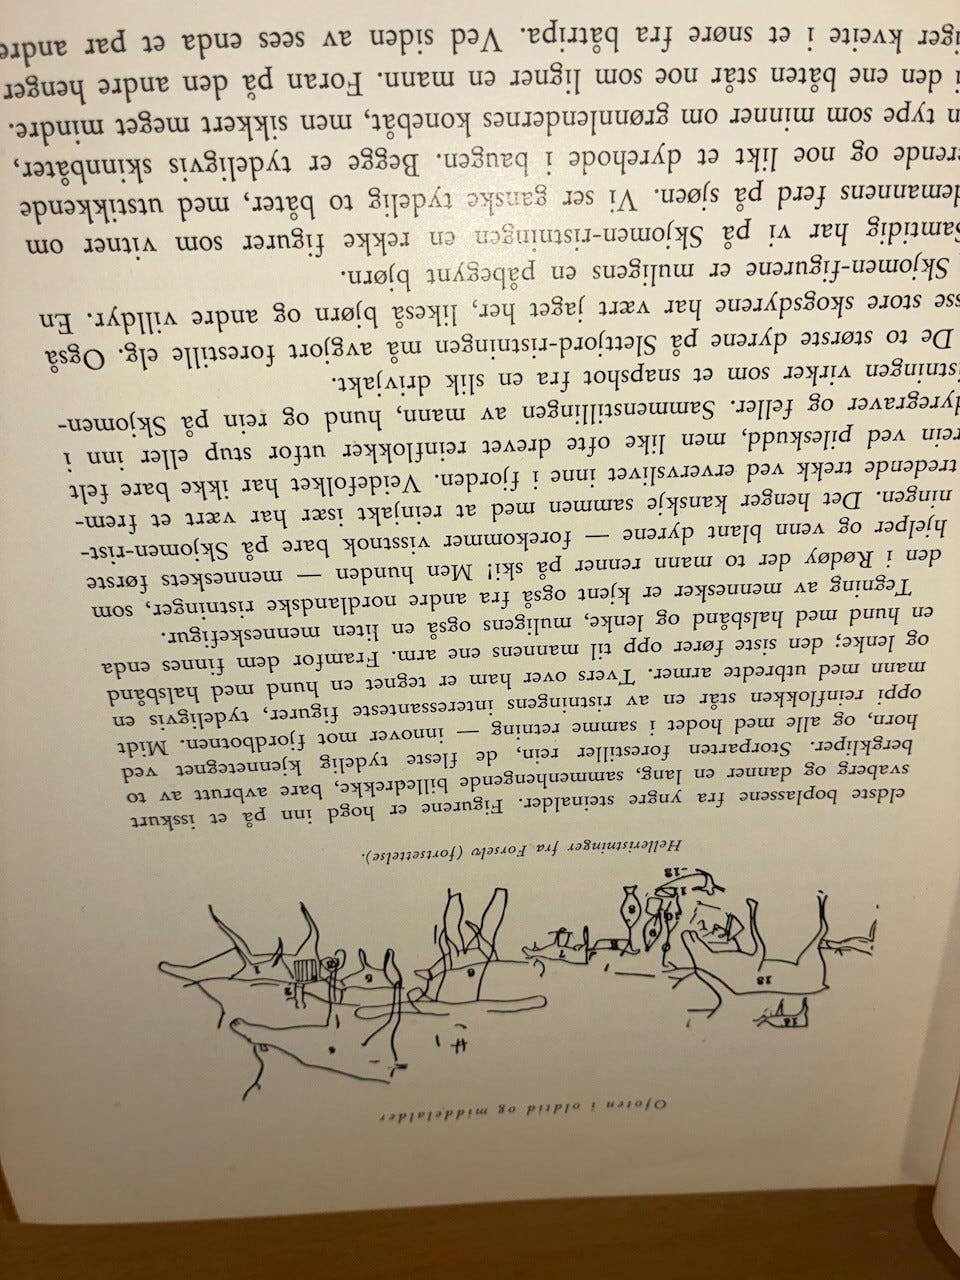 Ofoten i oldtid og middelalder
Helleristninger fra Forselv (fortsettelse).
eldste boplassene fra yngre steinalder. Figurene er hogd inn på et isskurt
svaberg og danner en lang, sammenhengende billedrekke, bare avbrutt av to
bergkliper. Storparten forestiller rein, de fleste tydelig kjennetegnet ved
horn, og alle med hodet i samme retning — innover mot fjordbotnen. Midt
oppi reinflokken står en av ristningens interessanteste figurer, tydeligvis en
mann med utbredte armer. Tvers over ham er tegnet en hund med halsbånd
og lenke; den siste fører opp til mannens ene arm. Framfor dem finnes enda
en hund med halsbånd og lenke, muligens også en liten menneskefigur.
Tegning av mennesker er kjent også fra andre nordlandske ristninger, som
den i Rødøy der to mann renner på ski! Men hunden — menneskets første
hjelper og venn blant dyrene — forekommer visstnok bare på Skjomen-rist-
ningen. Det henger kanskje sammen med at reinjakt især har vært et frem-
tredende trekk ved ervervslivet inne i fjorden. Veidefolket har ikke bare felt
rein ved pileskudd, men like ofte drevet reinflokker utfor stup eller inn i
dyregraver og feller. Sammenstillingen av mann, hund og rein på Skjomen-
istningen virker som et snapshot fra en slik drivjakt.
De to største dyrene på Slettjord-ristningen må avgjort forestille elg. Også
sse store skogsdyrene har vært jaget her, likeså bjørn og andre villdyr. En
Skjomen-figurene er muligens en påbegynt bjørn.
Samtidig har vi på Skjomen-ristningen en rekke figurer som vitner om
demannens ferd på sjøen. Vi ser ganske tydelig to båter, med utstikkende
erende og noe likt et dyrehode i baugen. Begge er tydeligvis skinnbåter,
n type som minner om grønnlendernes konebåt, men sikkert meget mindre.
i den ene båten står noe som ligner en mann. Foran på den andre henger
iger kveite i et snøre fra båtripa. Ved siden av enda sees et par andre